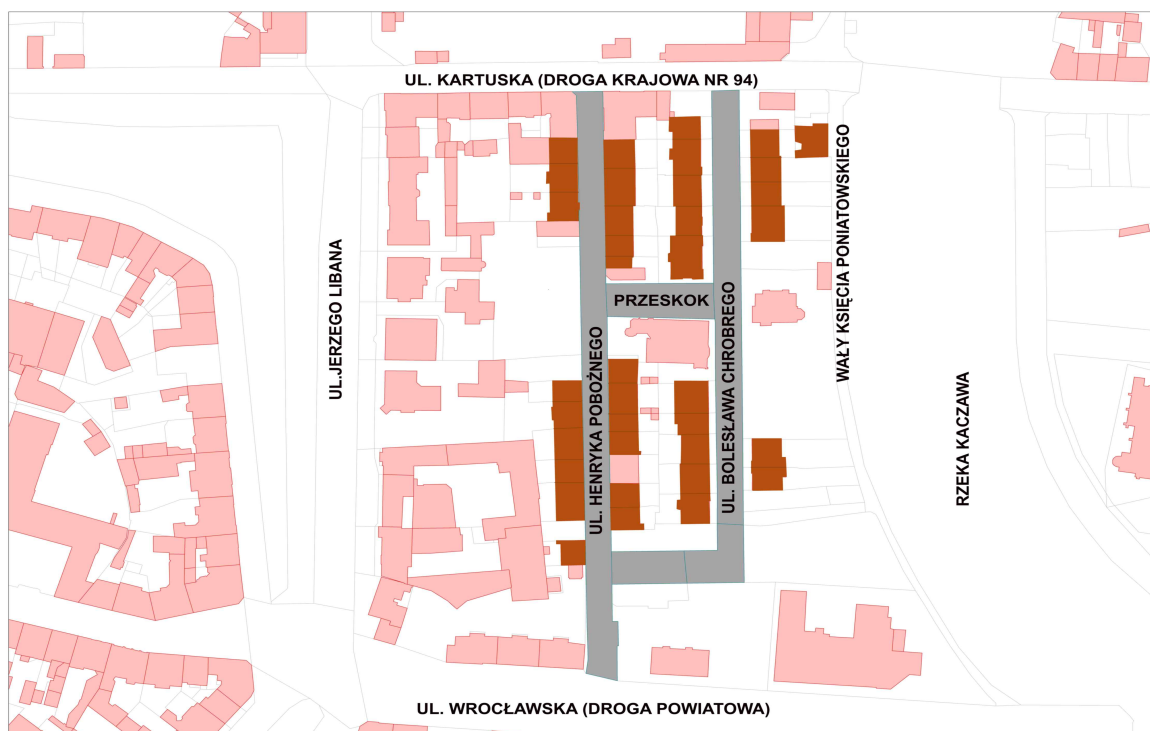 UL. KARTUSKA (DROGA KRAJOWA NR 94)
UL.JERZEGO LIBANA
UL. HENRYKA POBOŻNEGO
PRZESKOK
UL. BOLESŁAWA CHROBREGO
WAŁY KSIĘCIA PONIATOWSKIEGO
RZEKA KACZAWA
UL. WROCŁAWSKA (DROGA POWIATOWA)